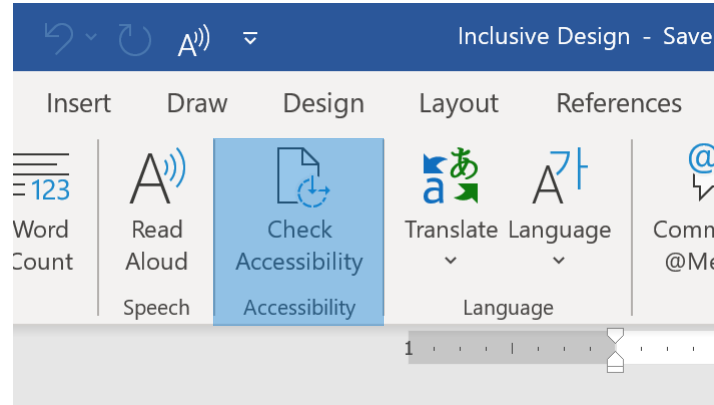 Inclusive Design - Save
Insert Draw Design Layout References
123
Word Count
Read Aloud
Check Accessibility
Translate
Language
@
Speech
Accessibility
Language
1